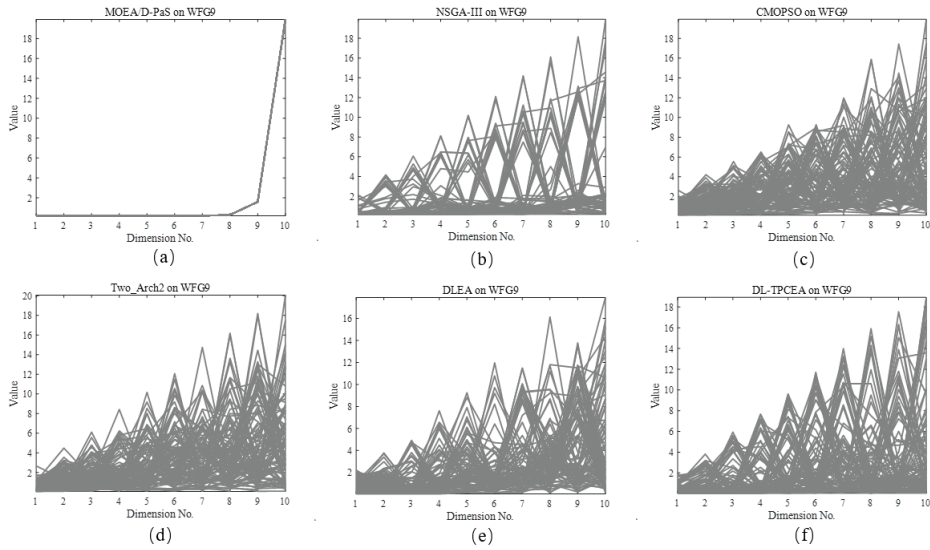 MOEA/D-PaS on WFG9
18
16
14
12
10
8
6
4
2
Value
1 2 3 4 5 6 7 8 9 10
Dimension No.
(a)
NSGA-III on WFG9
18
16
14
12
10
8
6
4
2
Value
1 2 3 4 5 6 7 8 9 10
Dimension No.
(b)
CMOPSO on WFG9
18
16
14
12
10
8
6
4
2
Value
1 2 3 4 5 6 7 8 9 10
Dimension No.
(c)
Two_Arch2 on WFG9
20
18
16
14
12
10
8
6
4
2
Value
1 2 3 4 5 6 7 8 9 10
Dimension No.
(d)
DLEA on WFG9
16
14
12
10
8
6
4
2
Value
1 2 3 4 5 6 7 8 9 10
Dimension No.
(e)
DL-TPCEA on WFG9
18
16
14
12
10
8
6
4
2
Value
1 2 3 4 5 6 7 8 9 10
Dimension No.
(f)